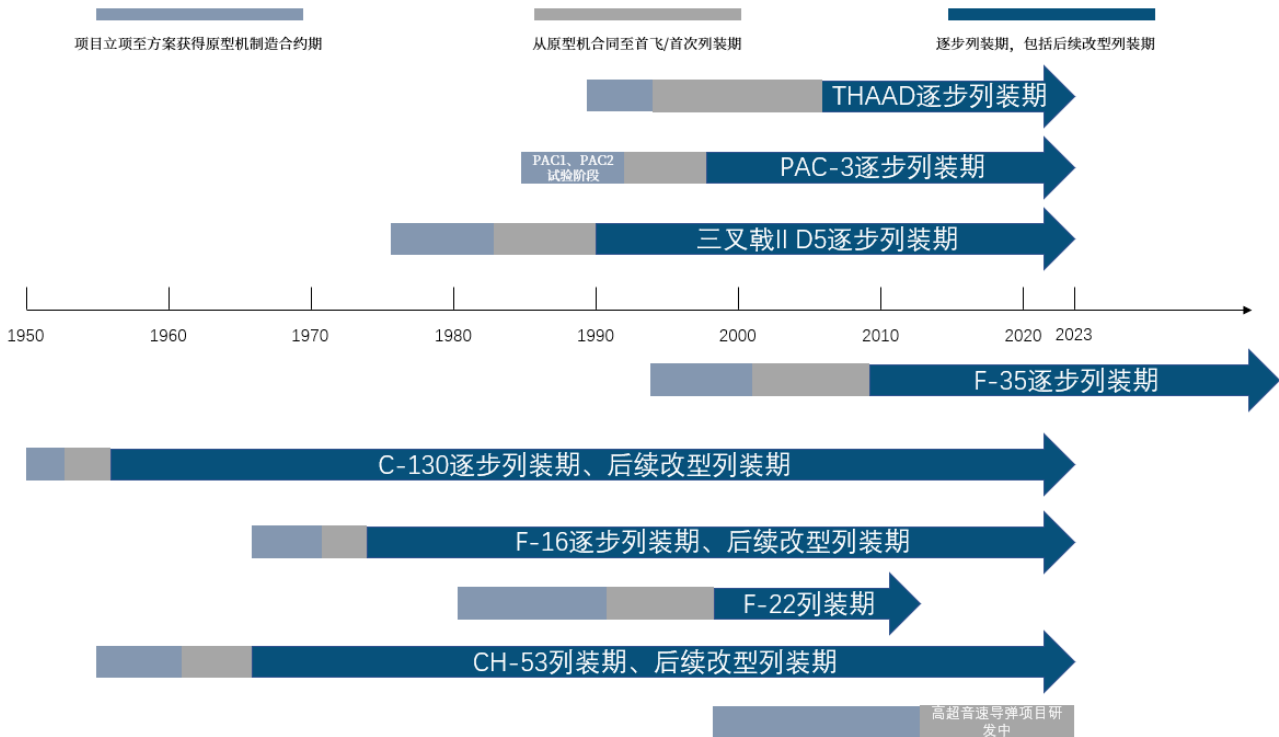 项目立项至方案获得原型机制造合约期
从原型机合同至首飞/首次列装期
逐步列装期，包括后续改型列装期
THAAD逐步列装期
PAC1、PAC2
试验阶段
PAC-3逐步列装期
三叉戟II D5逐步列装期
1950 1960 1970 1980 1990 2000 2010 2020 2023
F-35逐步列装期
C-130逐步列装期、后续改型列装期
F-16逐步列装期、后续改型列装期
F-22列装期
CH-53列装期、后续改型列装期
高超音速导弹项目研
发中